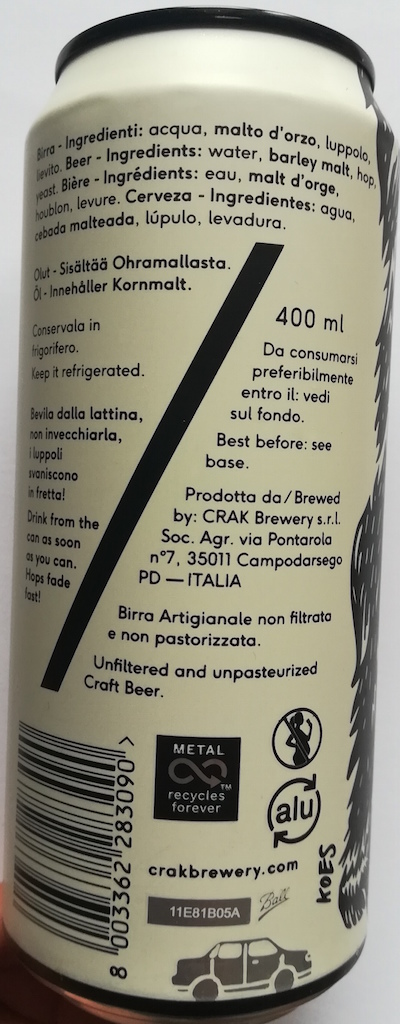 Birra - Ingredienti: acqua, malto d'orzo, luppolo,
lievito. Beer - Ingredients: water, barley malt, hop,
yeast. Bière - Ingrédients: eau, malt d'orge,
houblon, levure. Cerveza - Ingredientes: agua,
cebada malteada, lúpulo, levadura.
Olut - Sisältää Ohramallasta.
Öl - Innehåller Kornmalt.
Conservala in
frigorifero.
Keep it refrigerated.
Bevila dalla lattina,
non invecchiarla,
i luppoli
svaniscono
in fretta!
Drink from the
can as soon
as you can.
Hops fade
fast!
400 ml
Da consumarsi
preferibilmente
entro il: vedi
sul fondo.
Best before: see
base.
Prodotta da/Brewed
by: CRAK Brewery s.r.l.
Soc. Agr. via Pontarola
n°7, 35011 Campodarsego
PD — ITALIA
Birra Artigianale non filtrata
e non pastorizzata.
Unfiltered and unpasteurized
Craft Beer.
8 003362 283090 >
METAL
recycles
forever
TM
alu
crakbrewery.com
KOES
11E81B05A
Ball